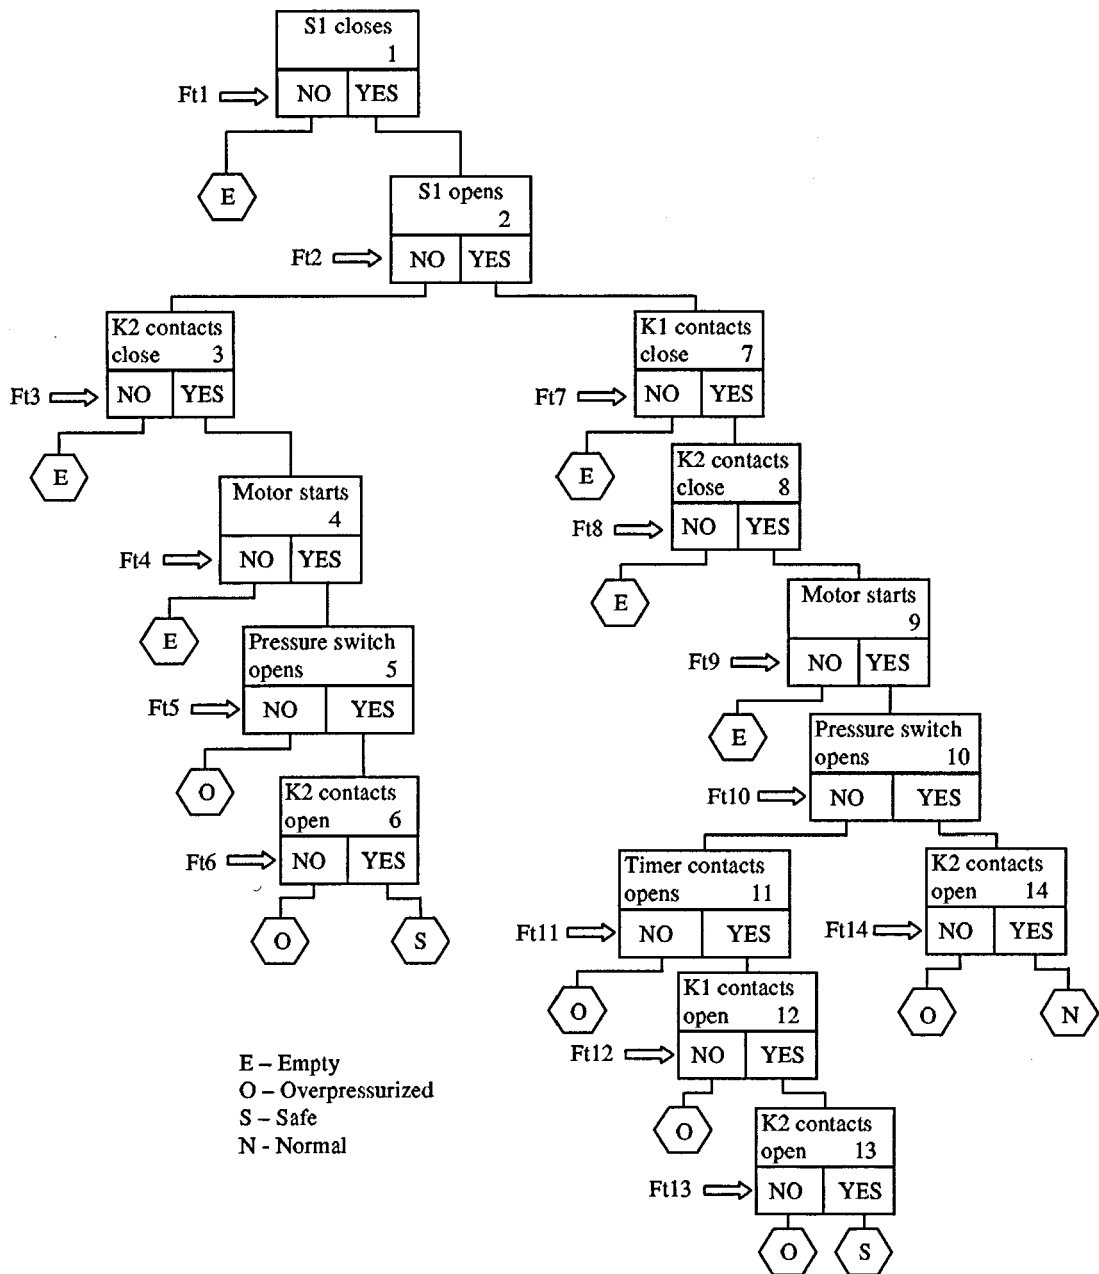 S1 closes
1
Ft1 NO YES
E
S1 opens
2
Ft2 NO YES
K2 contacts
close 3
Ft3 NO YES
E
K1 contacts
close 7
Ft7 NO YES
E
Motor starts
4
Ft4 NO YES
E
K2 contacts
close 8
Ft8 NO YES
E
Pressure switch
opens 5
Ft5 NO YES
O
Motor starts
9
Ft9 NO YES
E
K2 contacts
open 6
Ft6 NO YES
O S
Pressure switch
opens 10
Ft10 NO YES
Timer contacts
opens 11
Ft11 NO YES
O
K2 contacts
open 14
Ft14 NO YES
O N
K1 contacts
open 12
Ft12 NO YES
O
K2 contacts
open 13
Ft13 NO YES
O S
E – Empty
O – Overpressurized
S – Safe
N - Normal